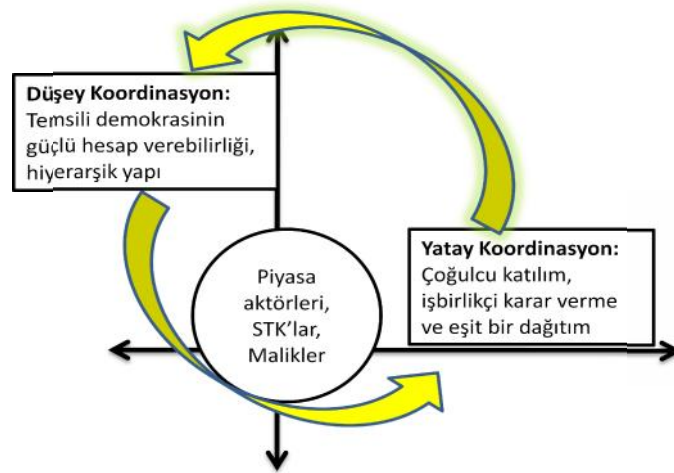 Düşey Koordinasyon:
Temsili demokrasinin
güçlü hesap verebilirliği,
hiyerarşik yapı
Piyasa
aktörleri,
STK'lar,
Malikler
Yatay Koordinasyon:
Çoğulcu katılım,
işbirlikçi karar verme
ve eşit bir dağıtım